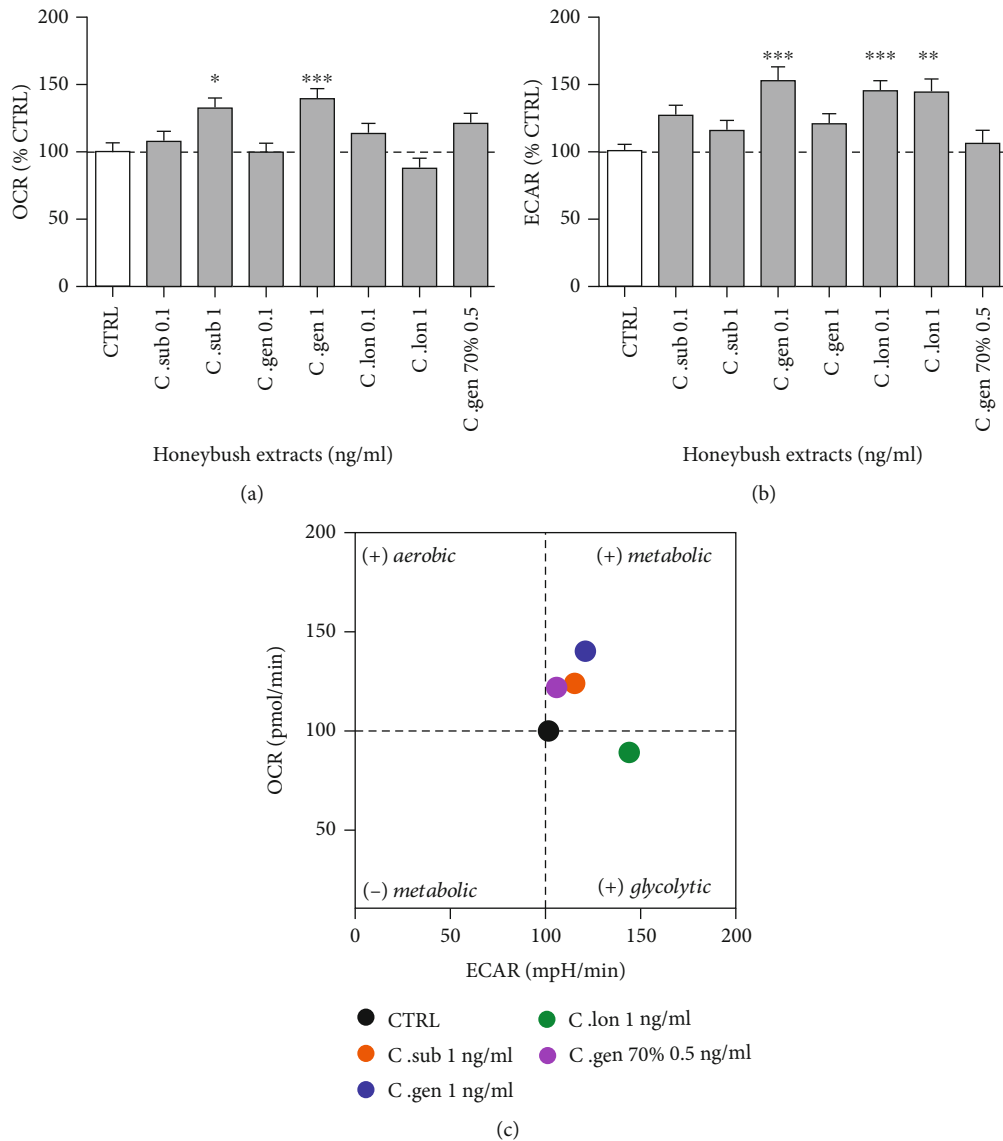 200
150
100
50
0
OCR (% CTRL)
*
***
CTRL
C .sub 0.1
C .sub 1
C .gen 0.1
C .gen 1
C .lon 0.1
C .lon 1
C .gen 70% 0.5
Honeybush extracts (ng/ml)
(a)
200
150
100
50
0
ECAR (% CTRL)
***
***
**
CTRL
C .sub 0.1
C .sub 1
C .gen 0.1
C .gen 1
C .lon 0.1
C .lon 1
C .gen 70% 0.5
Honeybush extracts (ng/ml)
(b)
200
150
100
50
OCR (pmol/min)
(+) aerobic
(+) metabolic
(−) metabolic
(+) glycolytic
0
50
100
150
200
ECAR (mpH/min)
CTRL
C .sub 1 ng/ml
C .gen 1 ng/ml
C .lon 1 ng/ml
C .gen 70% 0.5 ng/ml
(c)